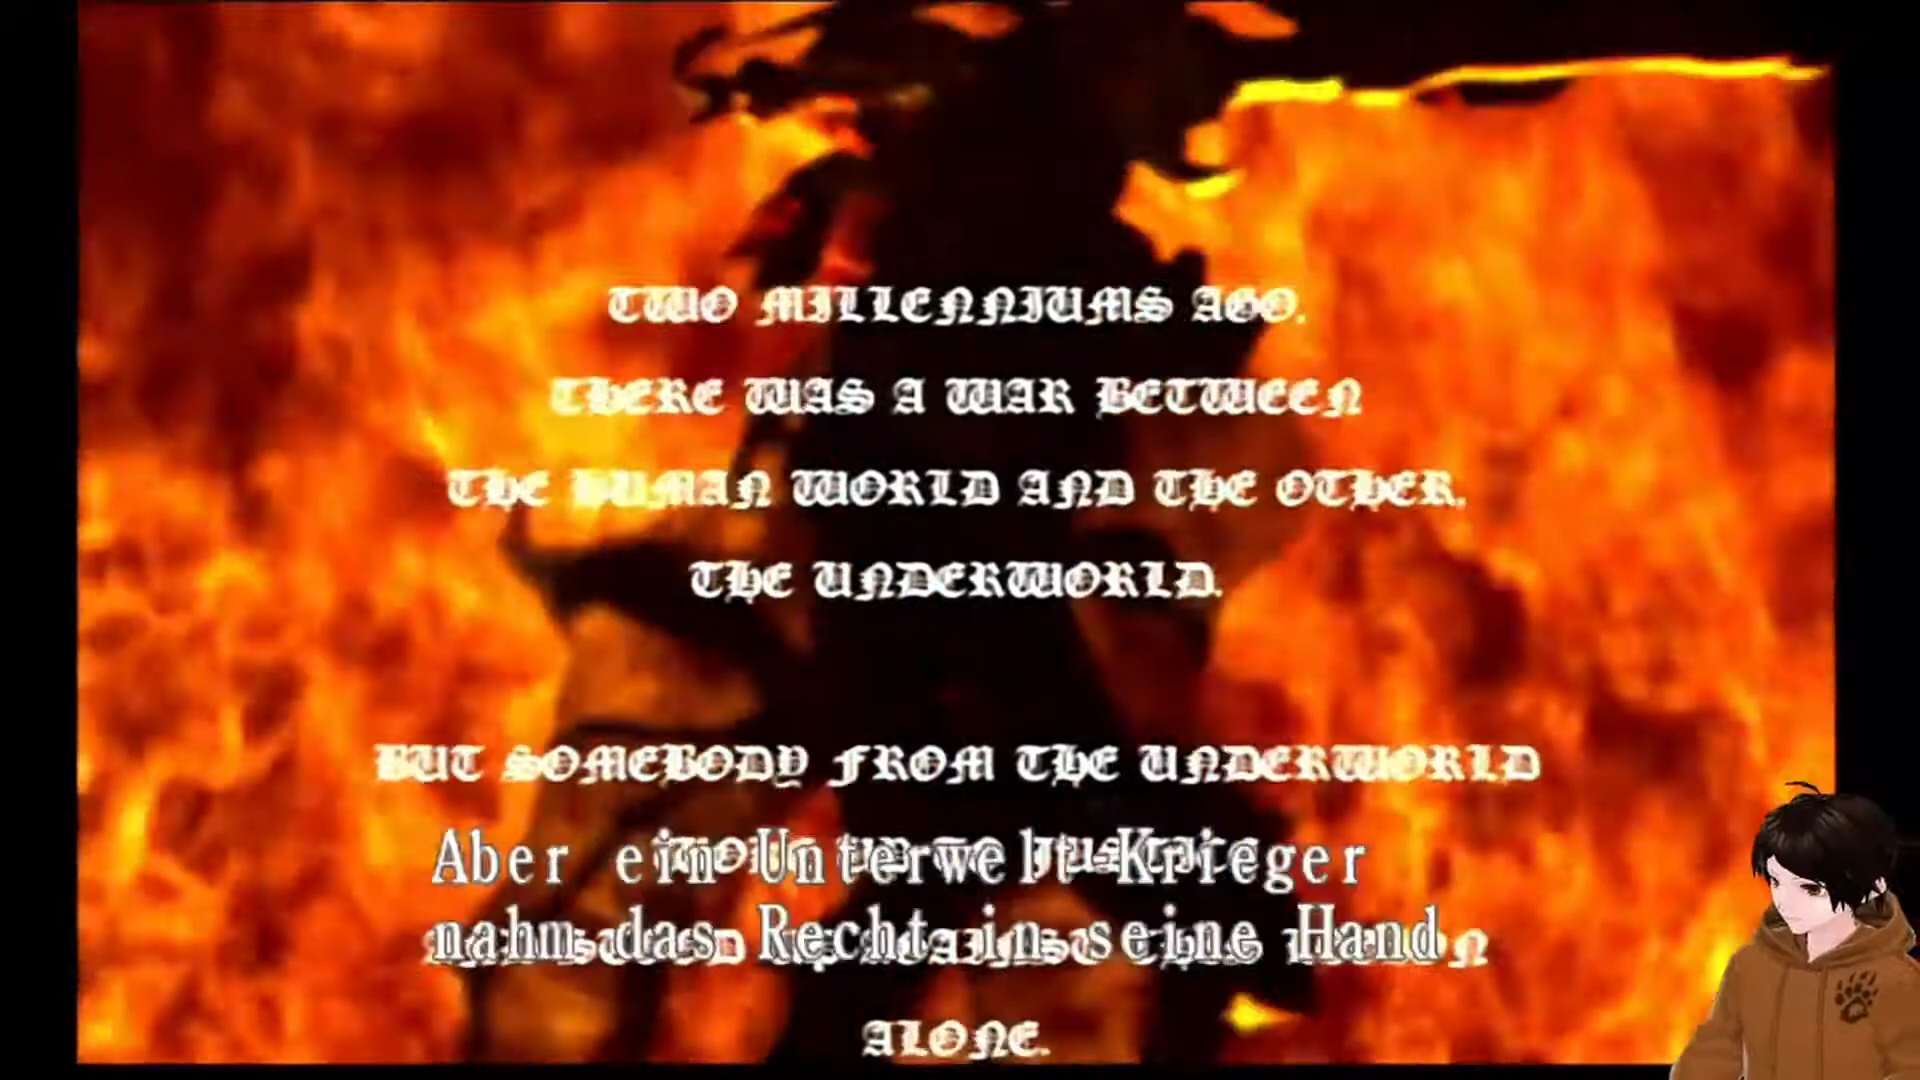 TWO MILLENNIUMS AGO.
THERE WAS A WAR BETWEEN
THE HUMAN WORLD AND THE OTHER,
THE UNDERWORLD.
BUT SOMEBODY FROM THE UNDERWORLD
Aber ein Unterwelt-Krieger
nahm das Recht in seine Hand
ALONE.